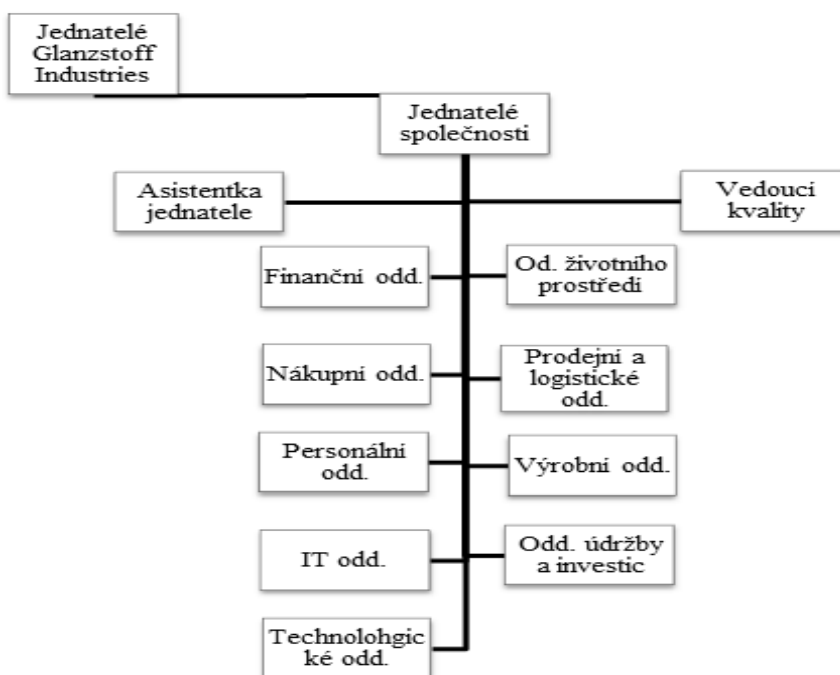 Jednatelé
Glanzstoff
Industries
Jednatelé
společnosti
Asistentka
jednatele
Vedoucí
kvality
Finanční odd.
Od. životního
prostředí
Nákupní odd.
Prodejní a
logistické
odd.
Personální
odd.
Výrobní odd.
IT odd.
Odd. údržby
a investic
Technolohgic
ké odd.